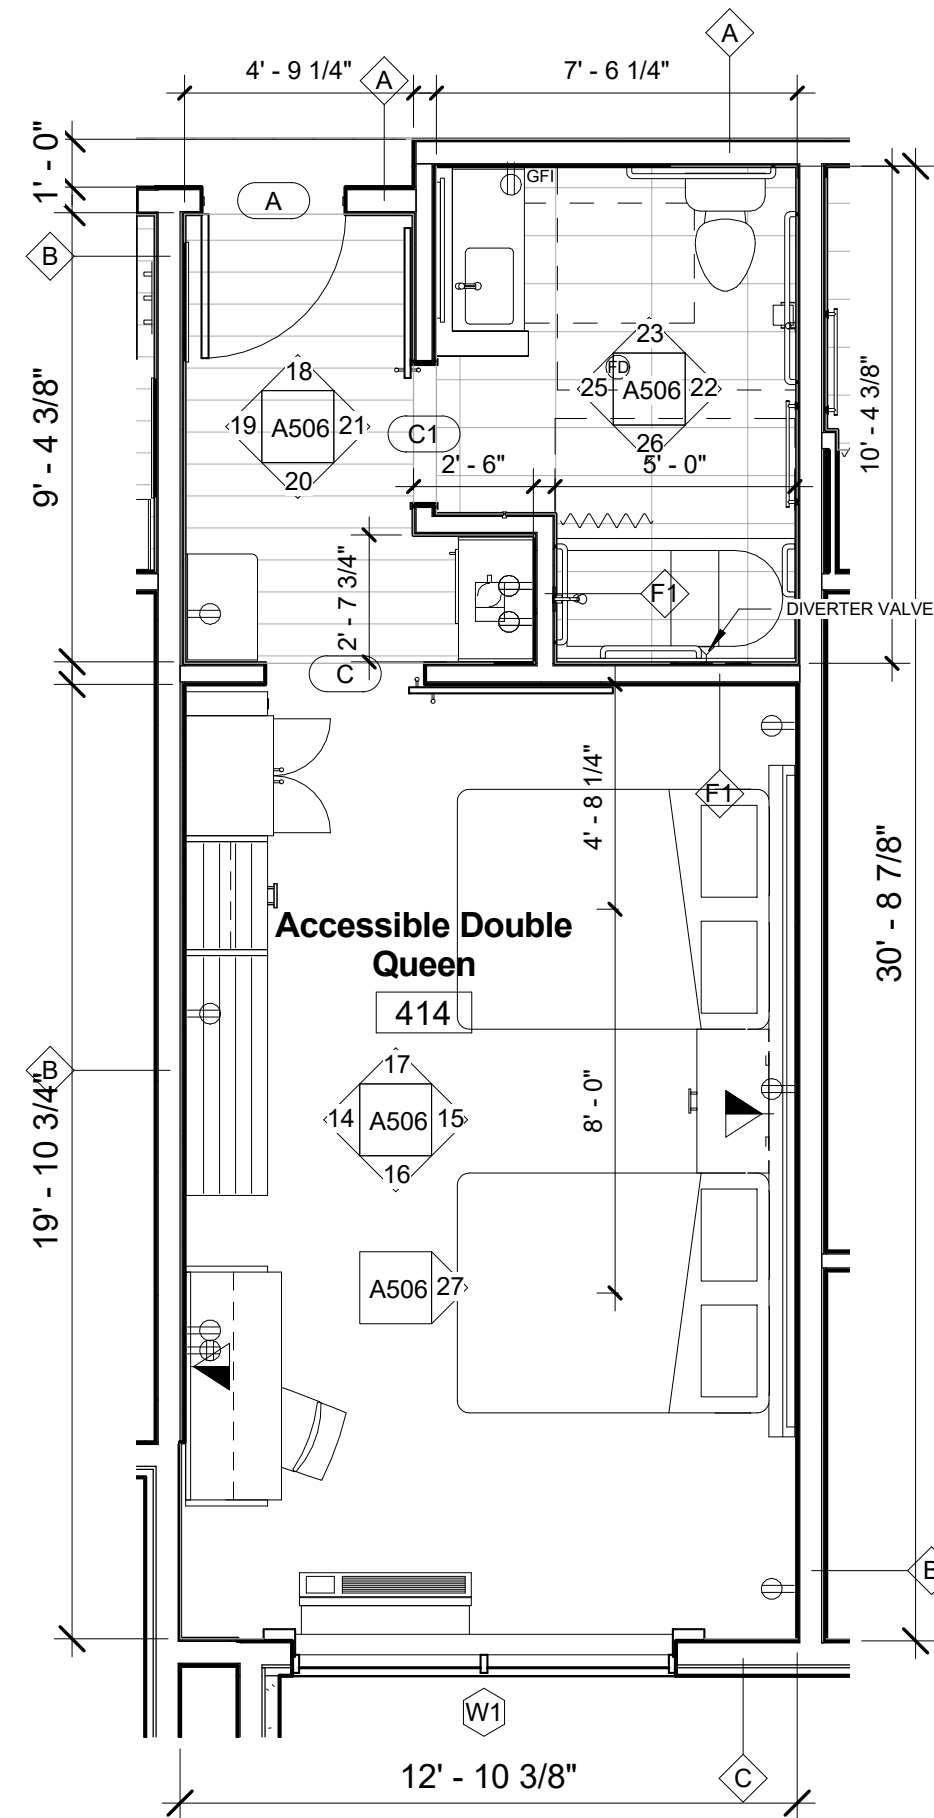 A
4' - 9 1/4"
A
7' - 6 1/4"
1' - 0"
GFI
A
B
23
FD
18
25
A506
22
19
A506
21
C1
26
20
2' - 6"
5' - 0"
9' - 4 3/8"
10' - 4 3/8"
2' - 7 3/4"
F1
DIVERTER VALVE
C
4' - 8 1/4"
F1
30' - 8 7/8"
Accessible Double
Queen
414
B
17
14
A506
15
16
8' - 0"
19' - 10 3/4"
A506
27
B
W1
12' - 10 3/8"
C